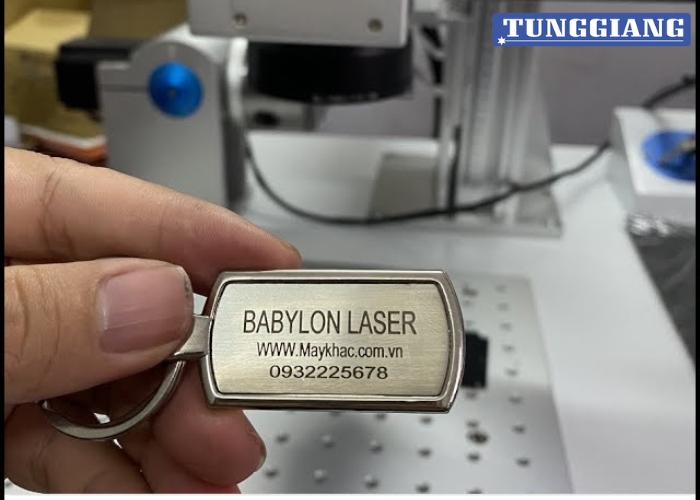 TUNGGIANG
BABYLON LASER
WWW.Maykhac.com.vn
0932225678